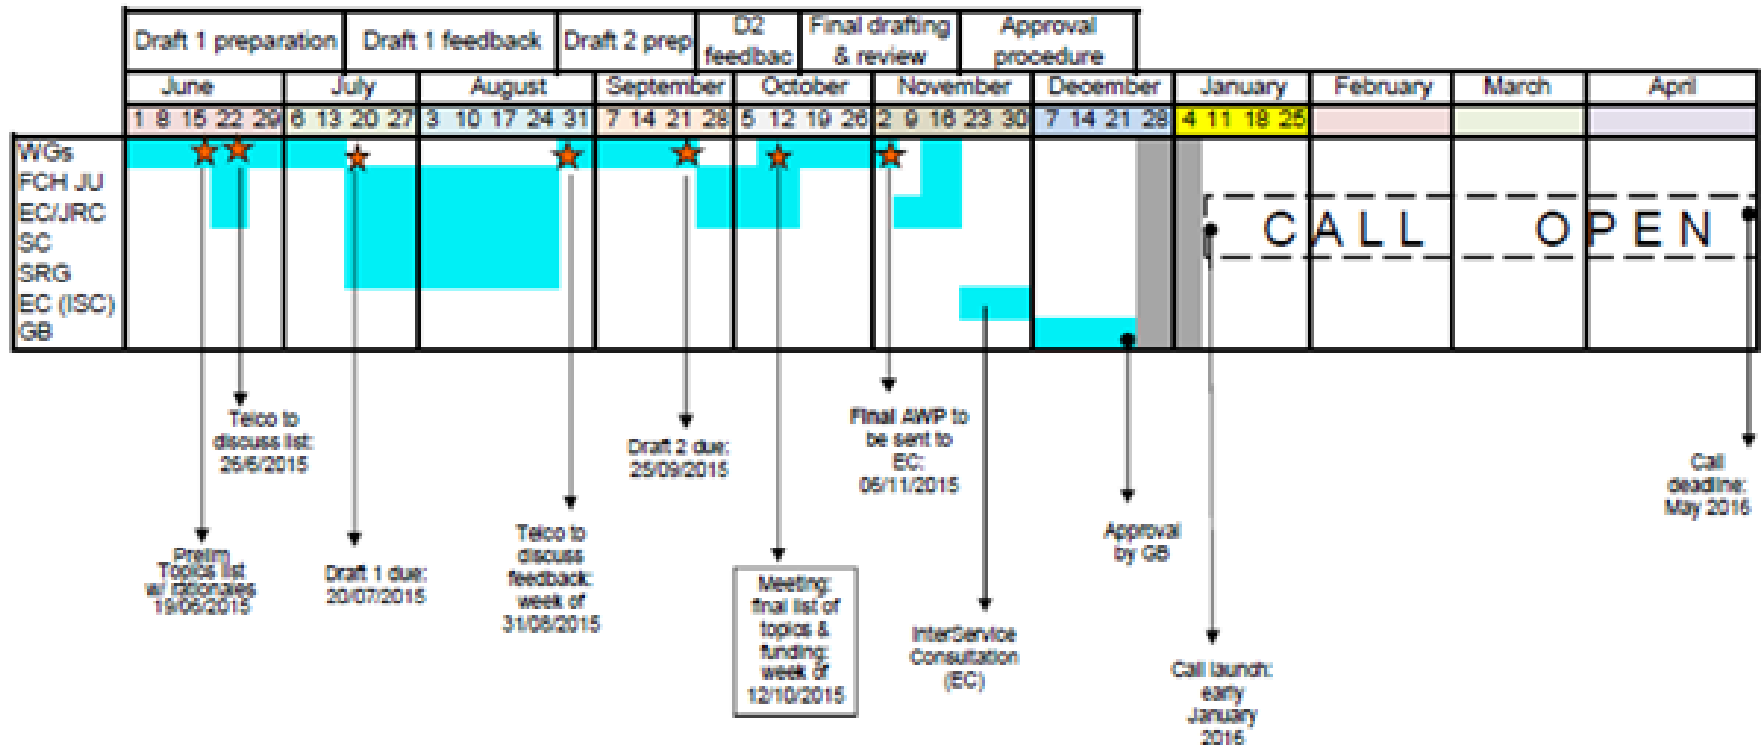 Draft 1 preparation Draft 1 feedback Draft 2 prep D2 feedbac Final drafting & review Approval procedure
June July August September October November December January February March April
1 8 15 22 29 6 13 20 27 3 10 17 24 31 7 14 21 28 5 12 19 26 2 9 16 23 30 7 14 21 28 4 11 18 25
WGs
FCH JU
EC/JRC
SC
SRG
EC (ISC)
GB
CALL OPEN
Telco to
discuss list:
26/6/2015
Prelim
Topics list
w/ rationales
19/06/2015
Draft 1 due:
20/07/2015
Telco to
discuss
feedback:
week of
31/08/2015
Draft 2 due:
25/09/2015
Meeting:
final list of
topics &
funding:
week of
12/10/2015
Final AWP to
be sent to
EC:
06/11/2015
InterService
Consultation
(EC)
Approval
by GB
Call launch:
early
January
2016
Call
deadline:
May 2016